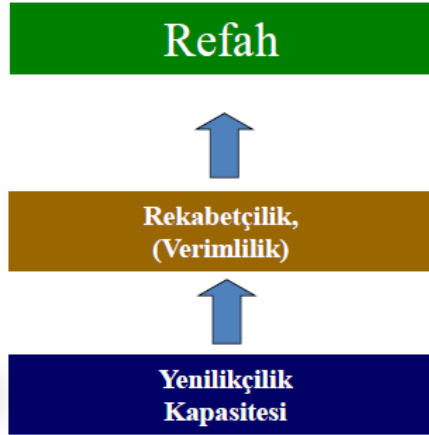 Refah
Rekabetçilik,
(Verimlilik)
Yenilikçilik
Kapasitesi